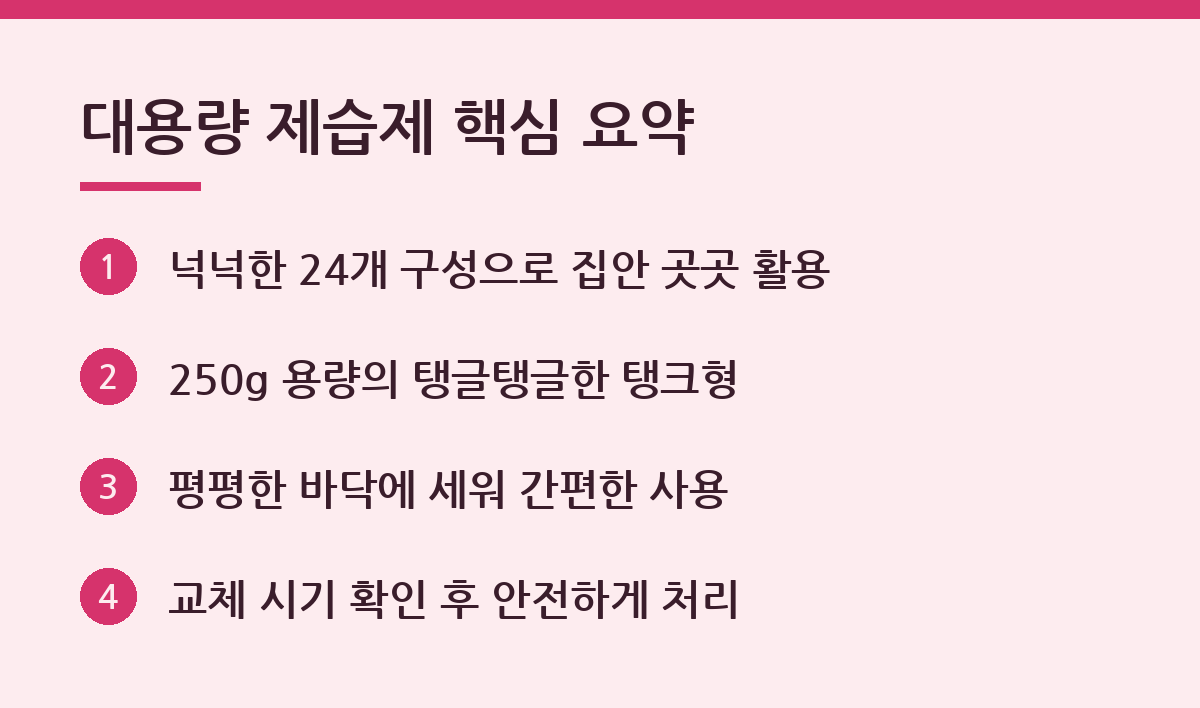 대용량 제습제 핵심 요약
1 넉넉한 24개 구성으로 집안 곳곳 활용
2 250g 용량의 탱글탱글한 탱크형
3 평평한 바닥에 세워 간편한 사용
4 교체 시기 확인 후 안전하게 처리